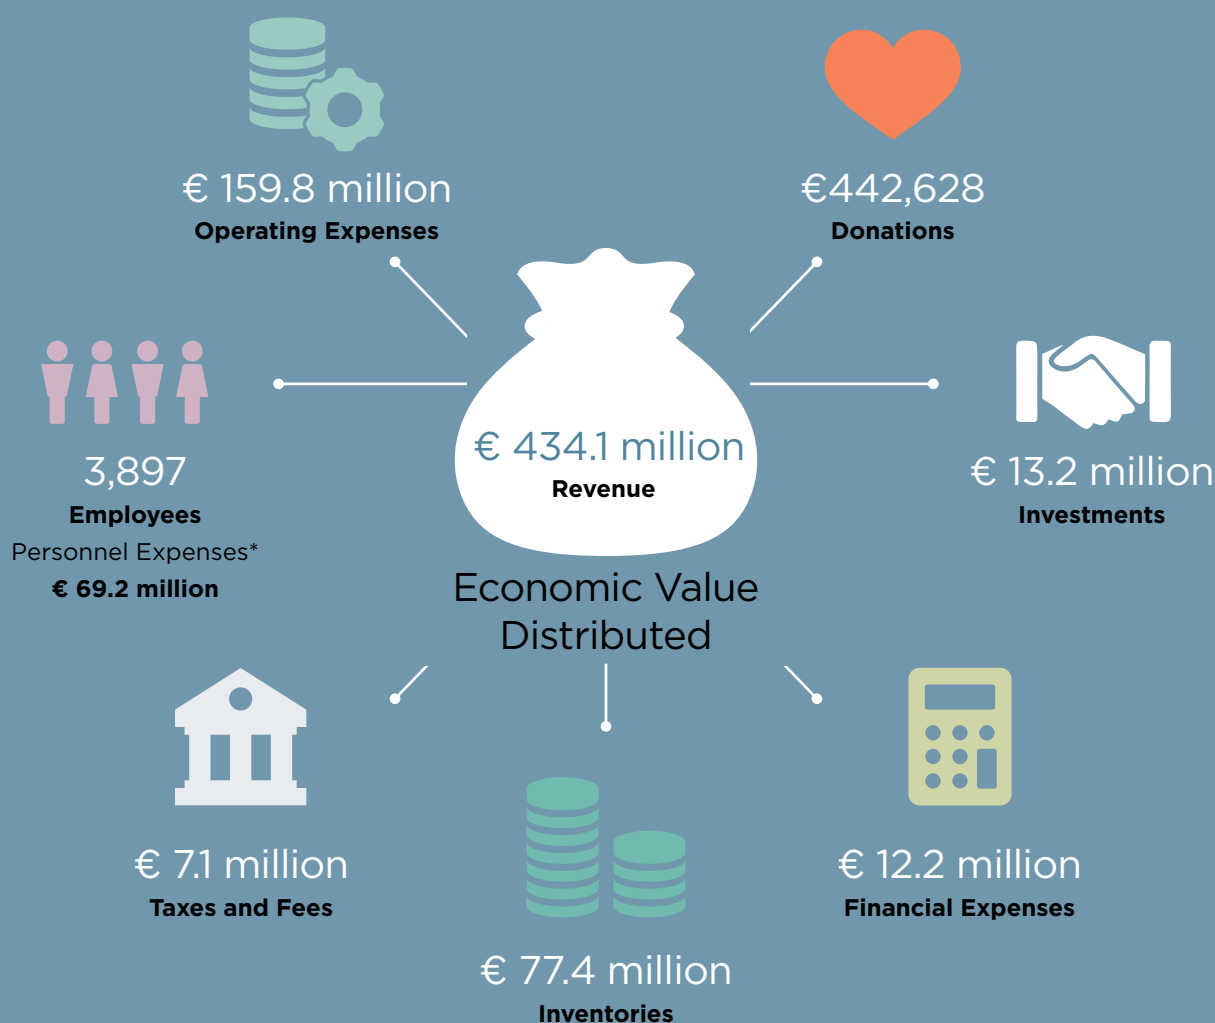 € 159.8 million
Operating Expenses
€442,628
Donations
3,897
Employees
Personnel Expenses*
€ 69.2 million
€ 434.1 million
Revenue
€ 13.2 million
Investments
Economic Value
Distributed
€ 7.1 million
Taxes and Fees
€ 77.4 million
Inventories
€ 12.2 million
Financial Expenses